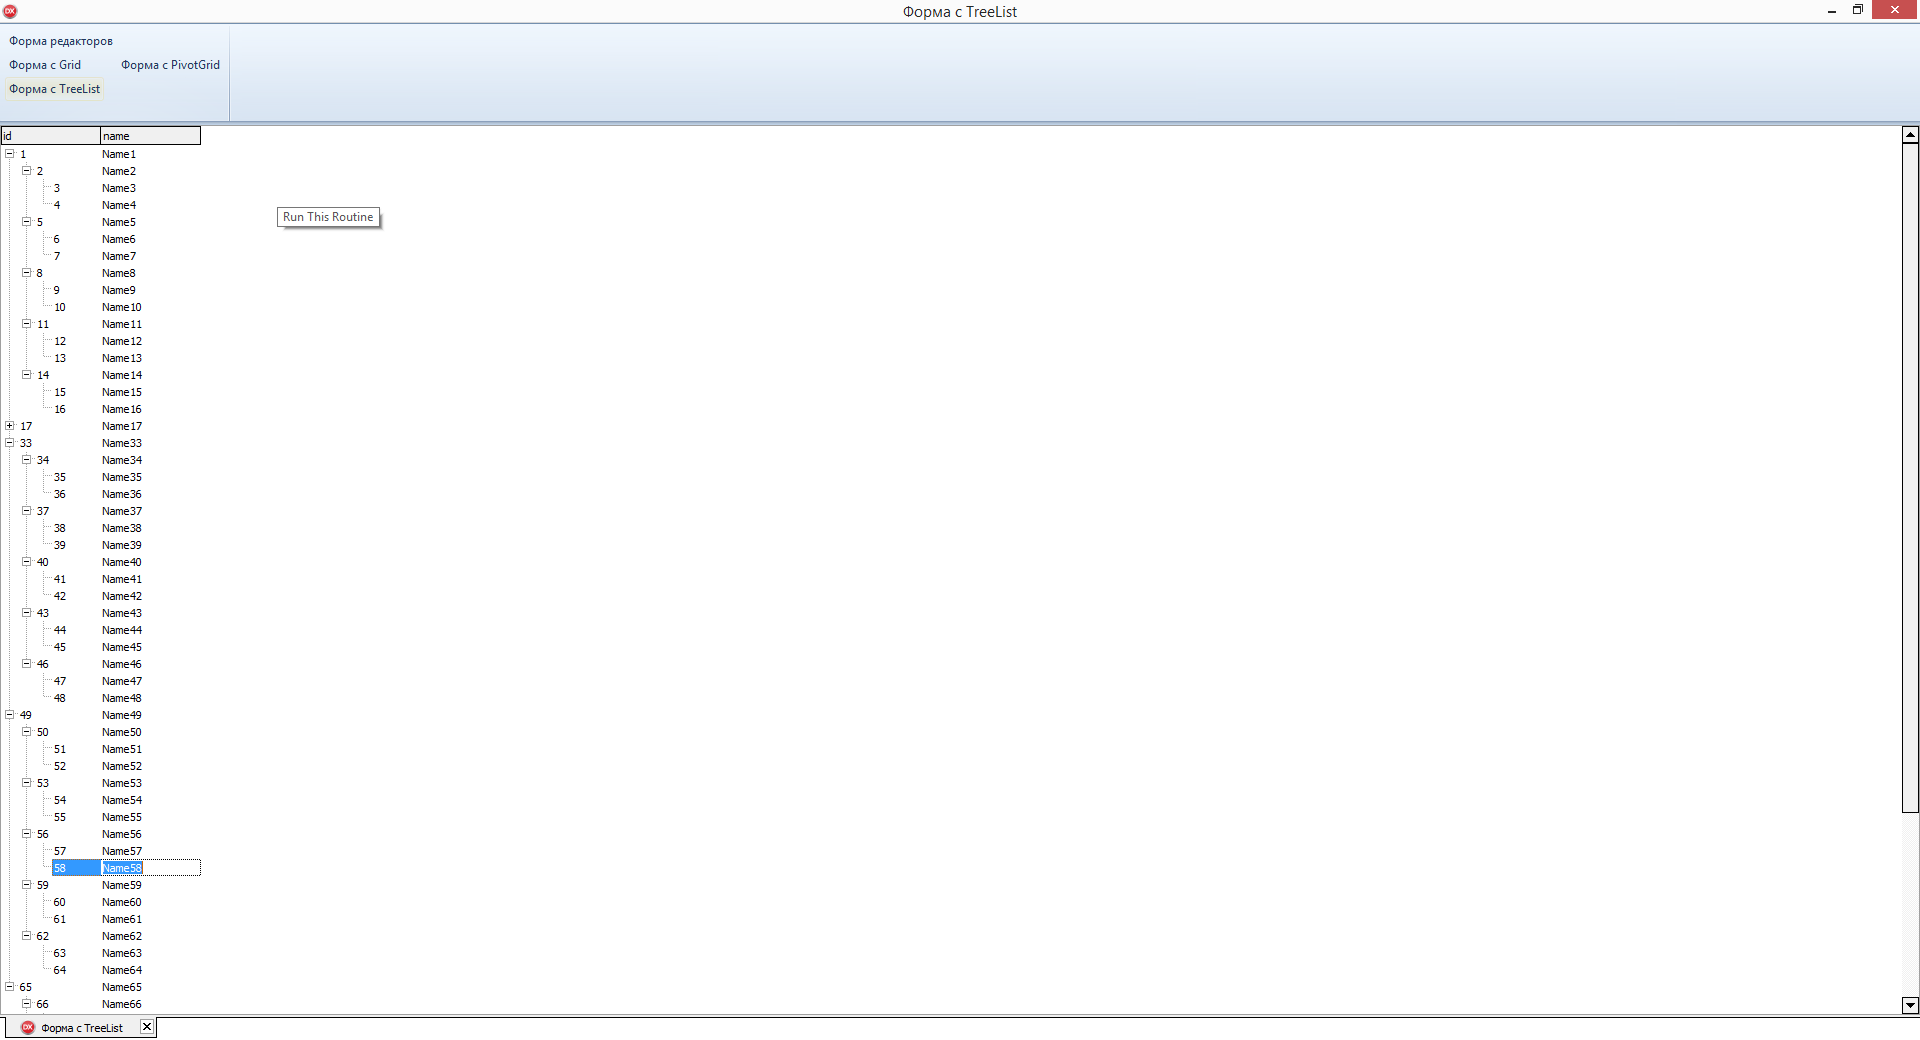 DX Форма с TreeList
Форма редакторов
Форма с Grid Форма с PivotGrid
Форма с TreeList
id name
1 Name1
2 Name2
3 Name3
4 Name4
Run This Routine
5 Name5
6 Name6
7 Name7
8 Name8
9 Name9
10 Name10
11 Name11
12 Name12
13 Name13
14 Name14
15 Name15
16 Name16
17 Name17
33 Name33
34 Name34
35 Name35
36 Name36
37 Name37
38 Name38
39 Name39
40 Name40
41 Name41
42 Name42
43 Name43
44 Name44
45 Name45
46 Name46
47 Name47
48 Name48
49 Name49
50 Name50
51 Name51
52 Name52
53 Name53
54 Name54
55 Name55
56 Name56
57 Name57
58 Name58
59 Name59
60 Name60
61 Name61
62 Name62
63 Name63
64 Name64
65 Name65
66 Name66
DX Форма с TreeList